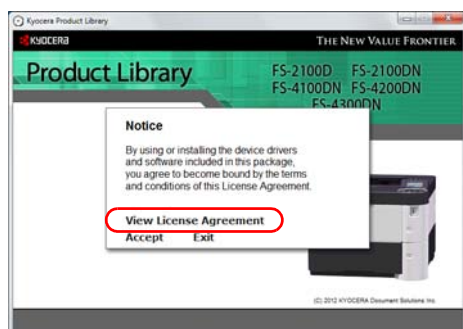 Kyocera Product Library
KYOCERA
THE NEW VALUE FRONTIER
Product Library
FS-2100D FS-2100DN
FS-4100DN FS-4200DN
FS-4300DN
Notice
By using or installing the device drivers
and software included in this package,
you agree to become bound by the terms
and conditions of this License Agreement.
View License Agreement
Accept Exit
(C) 2012 KYOCERA Document Solutions Inc.